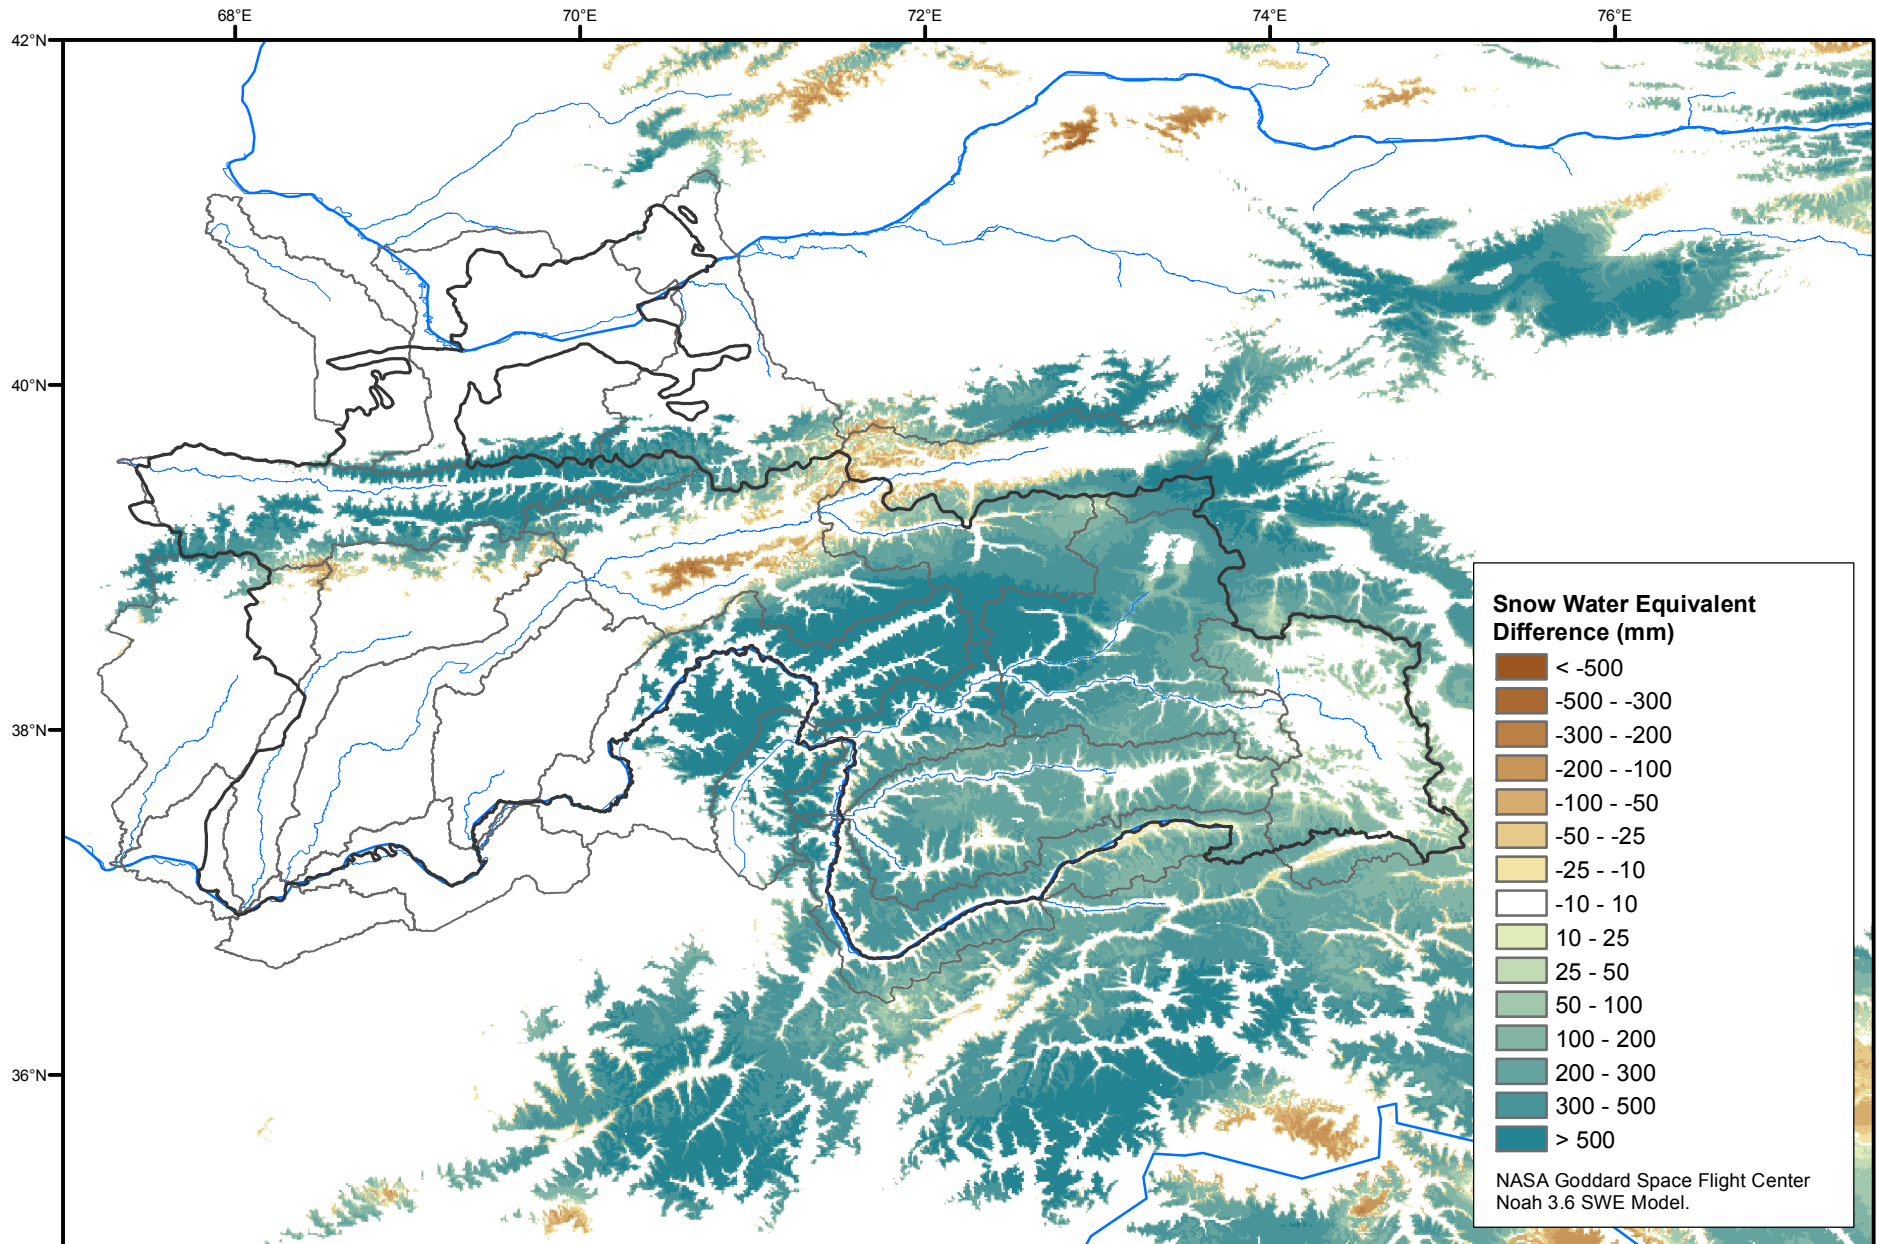 68°E 70°E 72°E 74°E 76°E
42°N
40°N
38°N
36°N
Snow Water Equivalent
Difference (mm)
< -500
-500 - -300
-300 - -200
-200 - -100
-100 - -50
-50 - -25
-25 - -10
-10 - 10
10 - 25
25 - 50
50 - 100
100 - 200
200 - 300
300 - 500
> 500
NASA Goddard Space Flight Center
Noah 3.6 SWE Model.